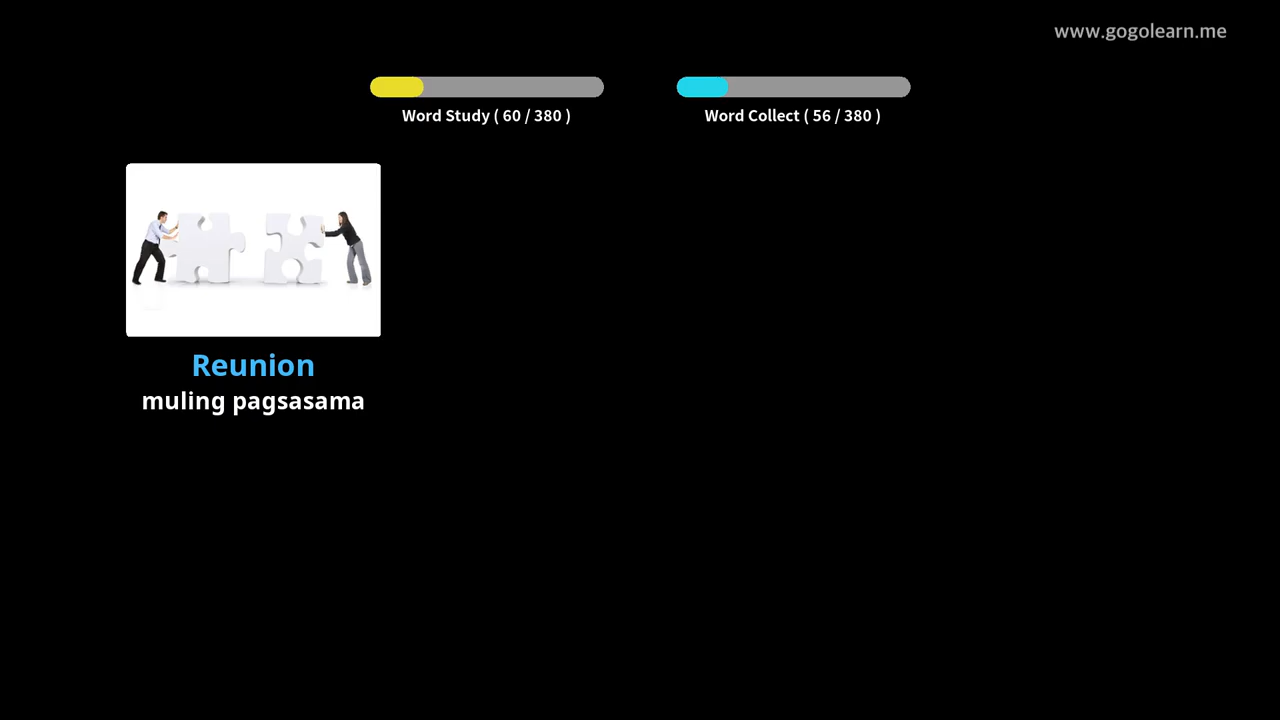 www.gogolearn.me
Word Study ( 60 / 380 )
Word Collect ( 56 / 380 )
Reunion
muling pagsasama